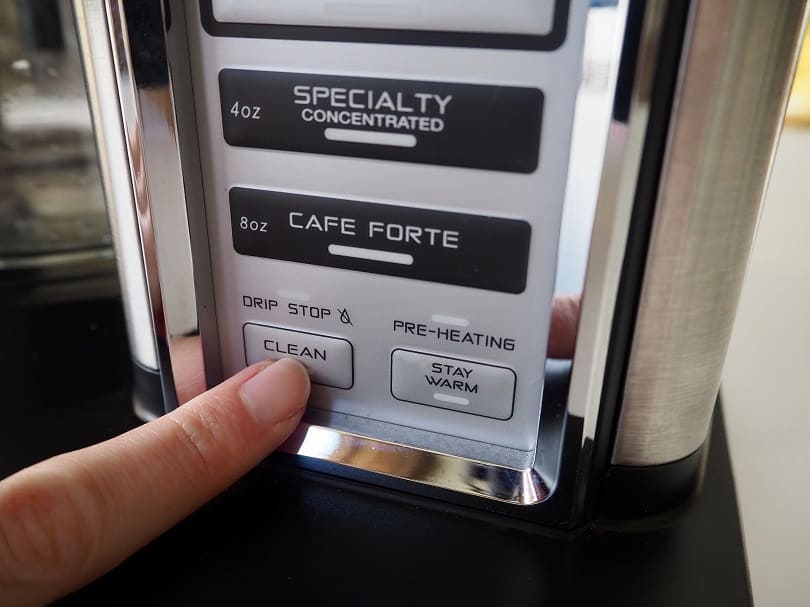 4oz SPECIALTY
CONCENTRATED
8oz CAFE FORTE
DRIP STOP
PRE-HEATING
CLEAN
STAY
WARM